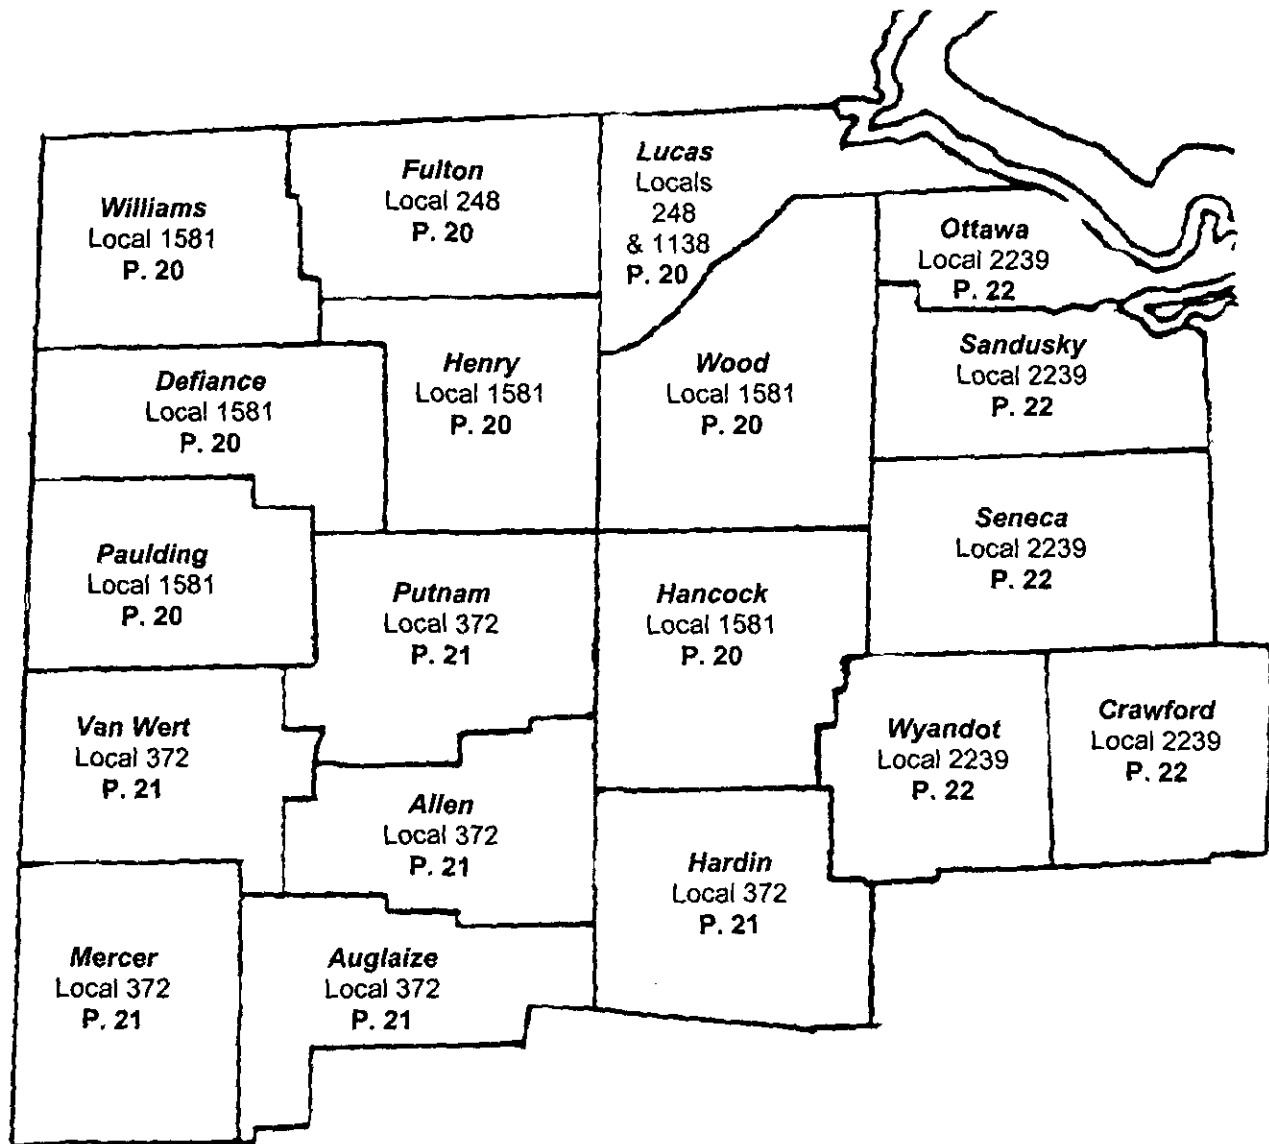 Williams
Local 1581
P. 20
Fulton
Local 248
P. 20
Lucas
Locals
248
& 1138
P. 20
Ottawa
Local 2239
P. 22
Defiance
Local 1581
P. 20
Henry
Local 1581
P. 20
Wood
Local 1581
P. 20
Sandusky
Local 2239
P. 22
Paulding
Local 1581
P. 20
Putnam
Local 372
P. 21
Hancock
Local 1581
P. 20
Seneca
Local 2239
P. 22
Van Wert
Local 372
P. 21
Allen
Local 372
P. 21
Wyandot
Local 2239
P. 22
Crawford
Local 2239
P. 22
Mercer
Local 372
P. 21
Auglaize
Local 372
P. 21
Hardin
Local 372
P. 21